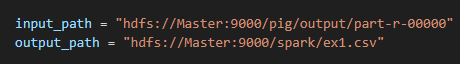 input_path = "hdfs://Master:9000/pig/output/part-r-00000"
output_path = "hdfs://Master:9000/spark/ex1.csv"